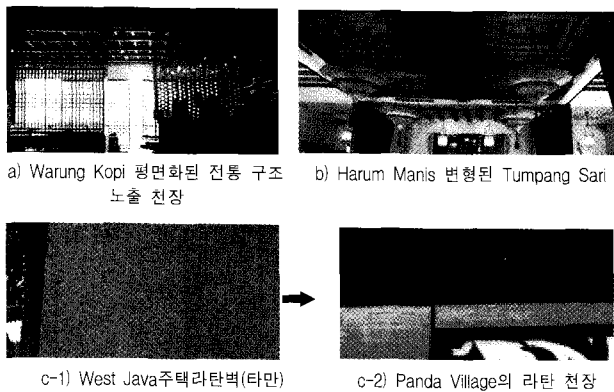 a) Warung Kopi 평면화된 전통 구조
노출 천장
b) Harum Manis 변형된 Tumpang Sari
c-1) West Java주택라탄벽(타만)
c-2) Panda Village의 라탄 천장